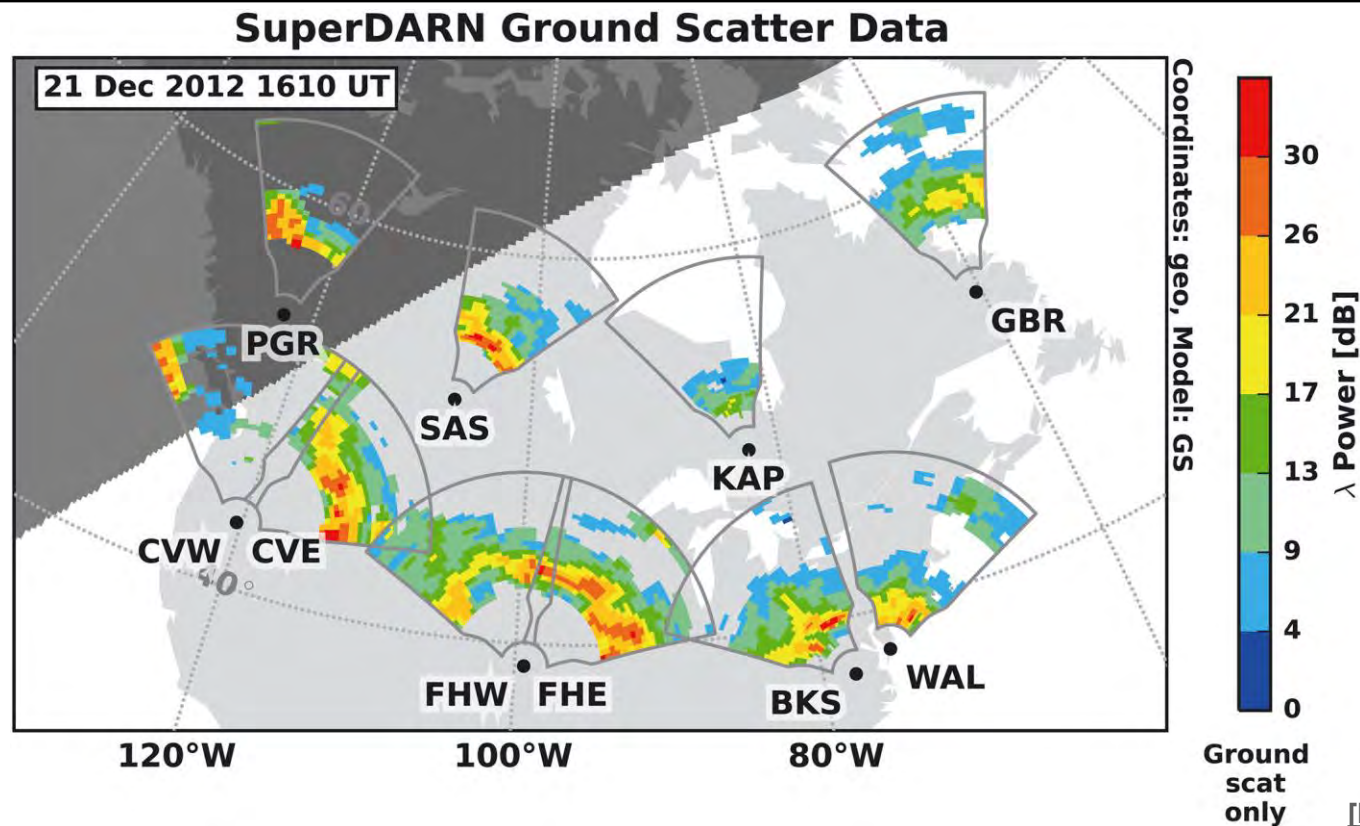 SuperDARN Ground Scatter Data
21 Dec 2012 1610 UT
60
PGR
GBR
SAS
KAP
CVW CVE
40°
FHW FHE
BKS
WAL
120°W 100°W 80°W
Coordinates: geo, Model: GS
30
26
21
17
13
9
4
0
λ Power [dB]
Ground
scat
only